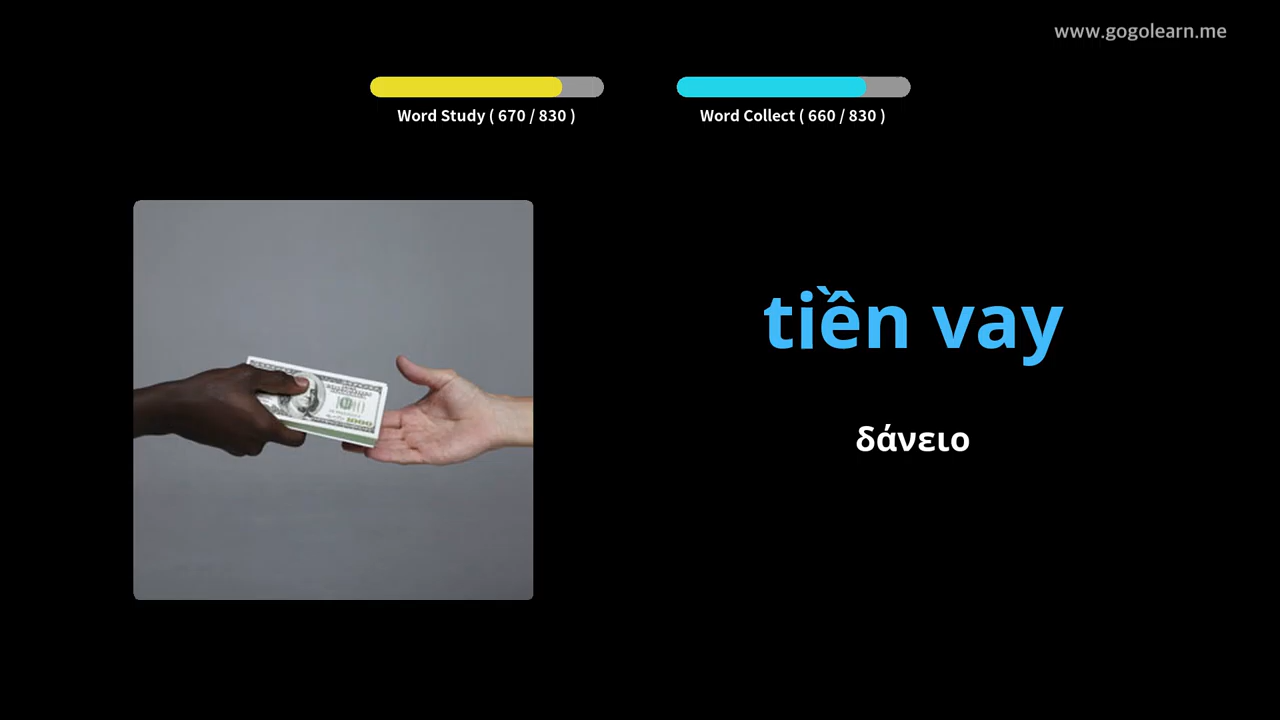 www.gogolearn.me
Word Study ( 670 / 830 )
Word Collect ( 660 / 830 )
tiền vay
δάνειο